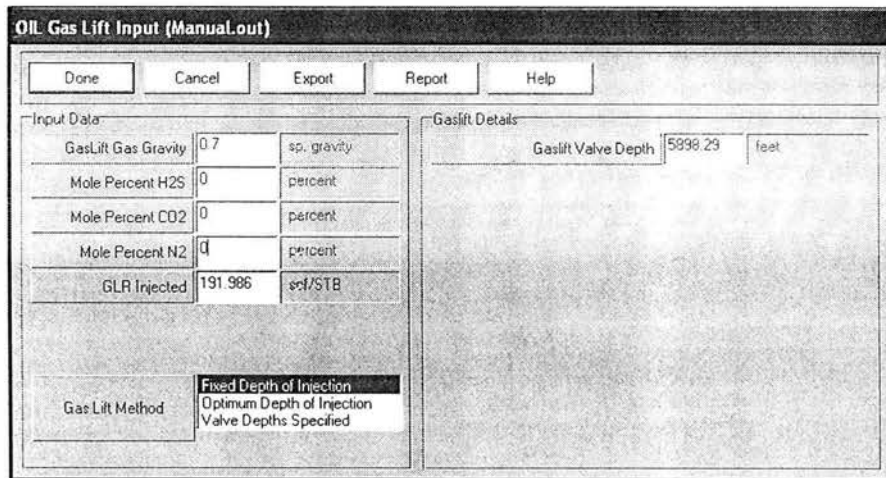 OIL Gas Lift Input (Manual.out)
Done Cancel Export Report Help
Input Data
GasLift Gas Gravity 0.7 sp. gravity
Mole Percent H2S 0 percent
Mole Percent CO2 0 percent
Mole Percent N2 0 percent
GLR Injected 191.986 scf/STB
Gas Lift Method
Fixed Depth of Injection
Optimum Depth of Injection
Valve Depths Specified
Gaslift Details
Gaslift Valve Depth 5898.29 feet